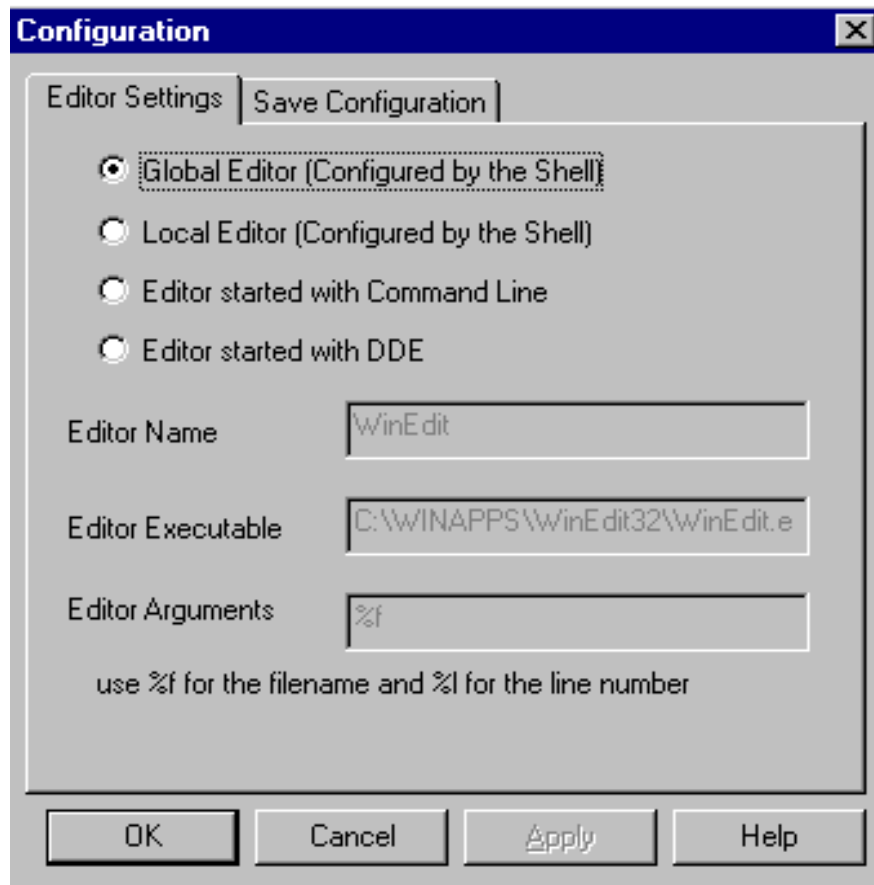 Configuration
Editor Settings
Save Configuration
Global Editor (Configured by the Shell)
Local Editor (Configured by the Shell)
Editor started with Command Line
Editor started with DDE
Editor Name
WinEdit
Editor Executable
C:\WINAPPS\WinEdit32\WinEdit.e
Editor Arguments
%f
use %f for the filename and %l for the line number
OK
Cancel
Apply
Help